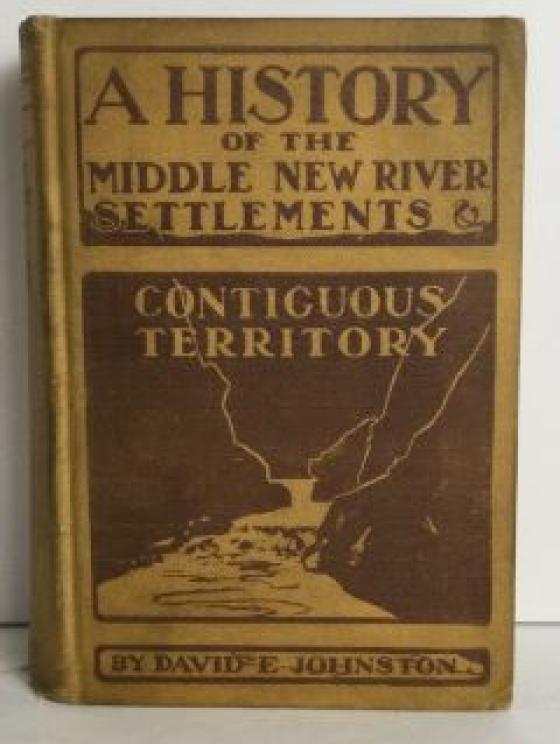 A HISTORY
OF THE
MIDDLE NEW RIVER
SETTLEMENTS &
CONTIGUOUS
TERRITORY
BY DAVID E JOHNSTON